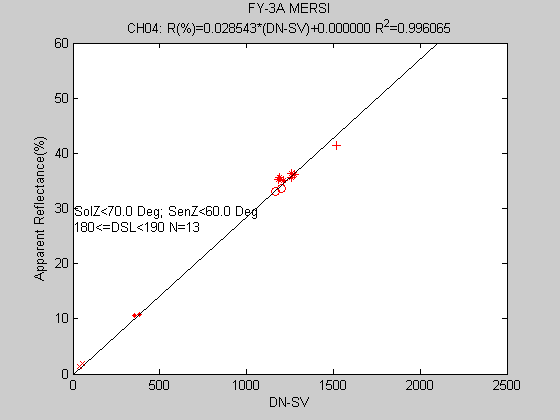 FY-3A MERSI
CH04: R(%)=0.028543*(DN-SV)+0.000000 R2=0.996065
60
50
40
30
20
10
0
Apparent Reflectance(%)
SolZ<70.0 Deg; SenZ<60.0 Deg
180<=DSL<190 N=13
0 500 1000 1500 2000 2500
DN-SV